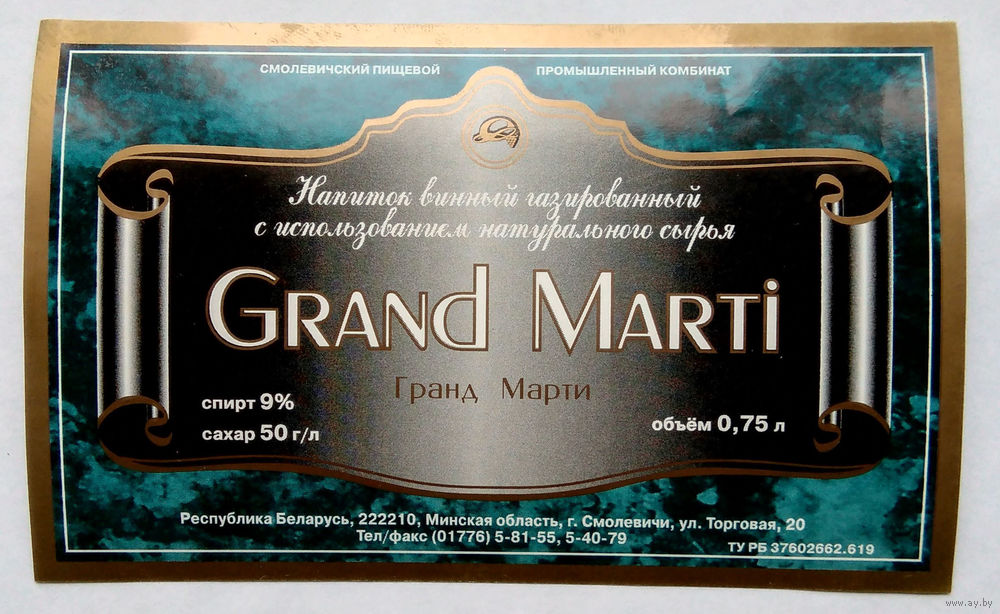 СМОЛЕВИЧСКИЙ ПИЩЕВОЙ ПРОМЫШЛЕННЫЙ КОМБИНАТ
Напиток винный газированный
с использованием натурального сырья
GRANd MARTi
Гранд Марти
спирт 9%
сахар 50 г/л
объём 0,75 л
Республика Беларусь, 222210, Минская область, г. Смолевичи, ул. Торговая, 20
Тел/факс (01776) 5-81-55, 5-40-79
ТУ РБ 37602662.619
www.ay.by